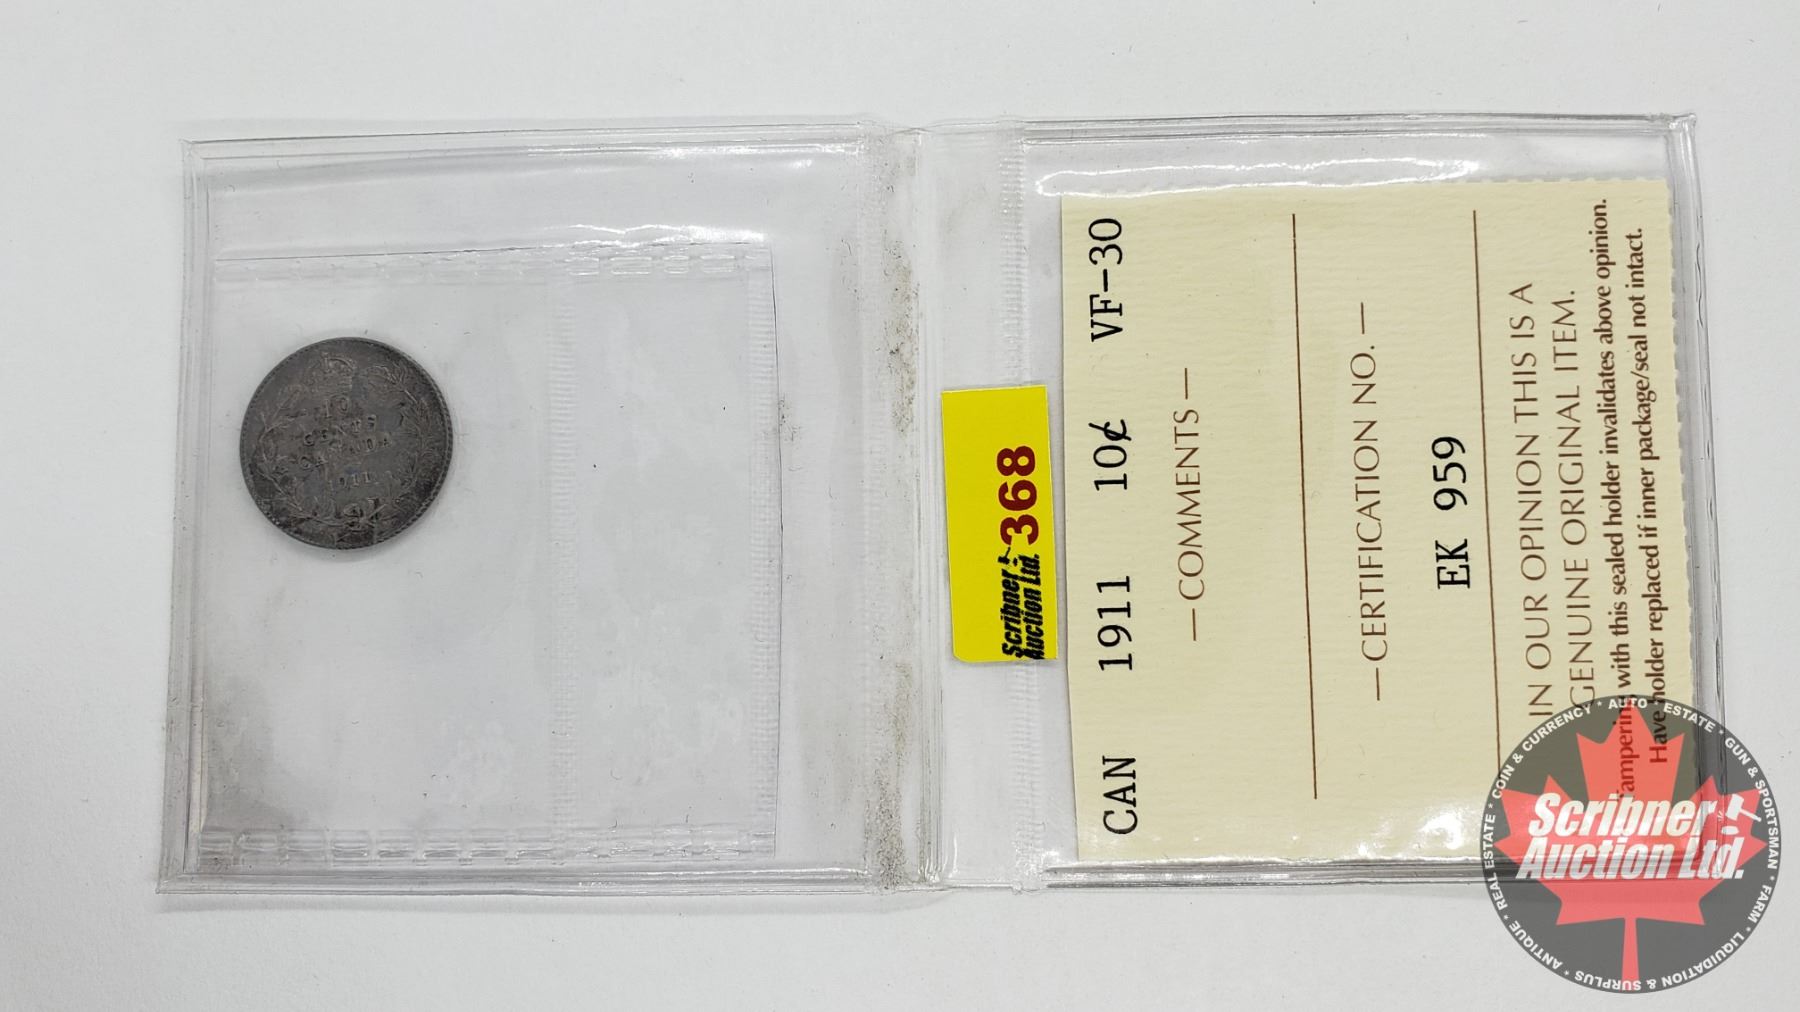 10
CENTS
CANADA
1911
Scribner
Auction Ltd.
368
CAN 1911 10¢ VF-30
—COMMENTS—
—CERTIFICATION NO.—
EK 959
IN OUR OPINION THIS IS A
GENUINE ORIGINAL ITEM.
Tampering with this sealed holder invalidates above opinion.
Have holder replaced if inner package/seal not intact.
Scribner
Auction Ltd.
REAL ESTATE * COIN & CURRENCY * AUTO * ESTATE * GUN & SPORTSMAN * FARM * LIQUIDATION & SURPLUS * ANTIQUE *